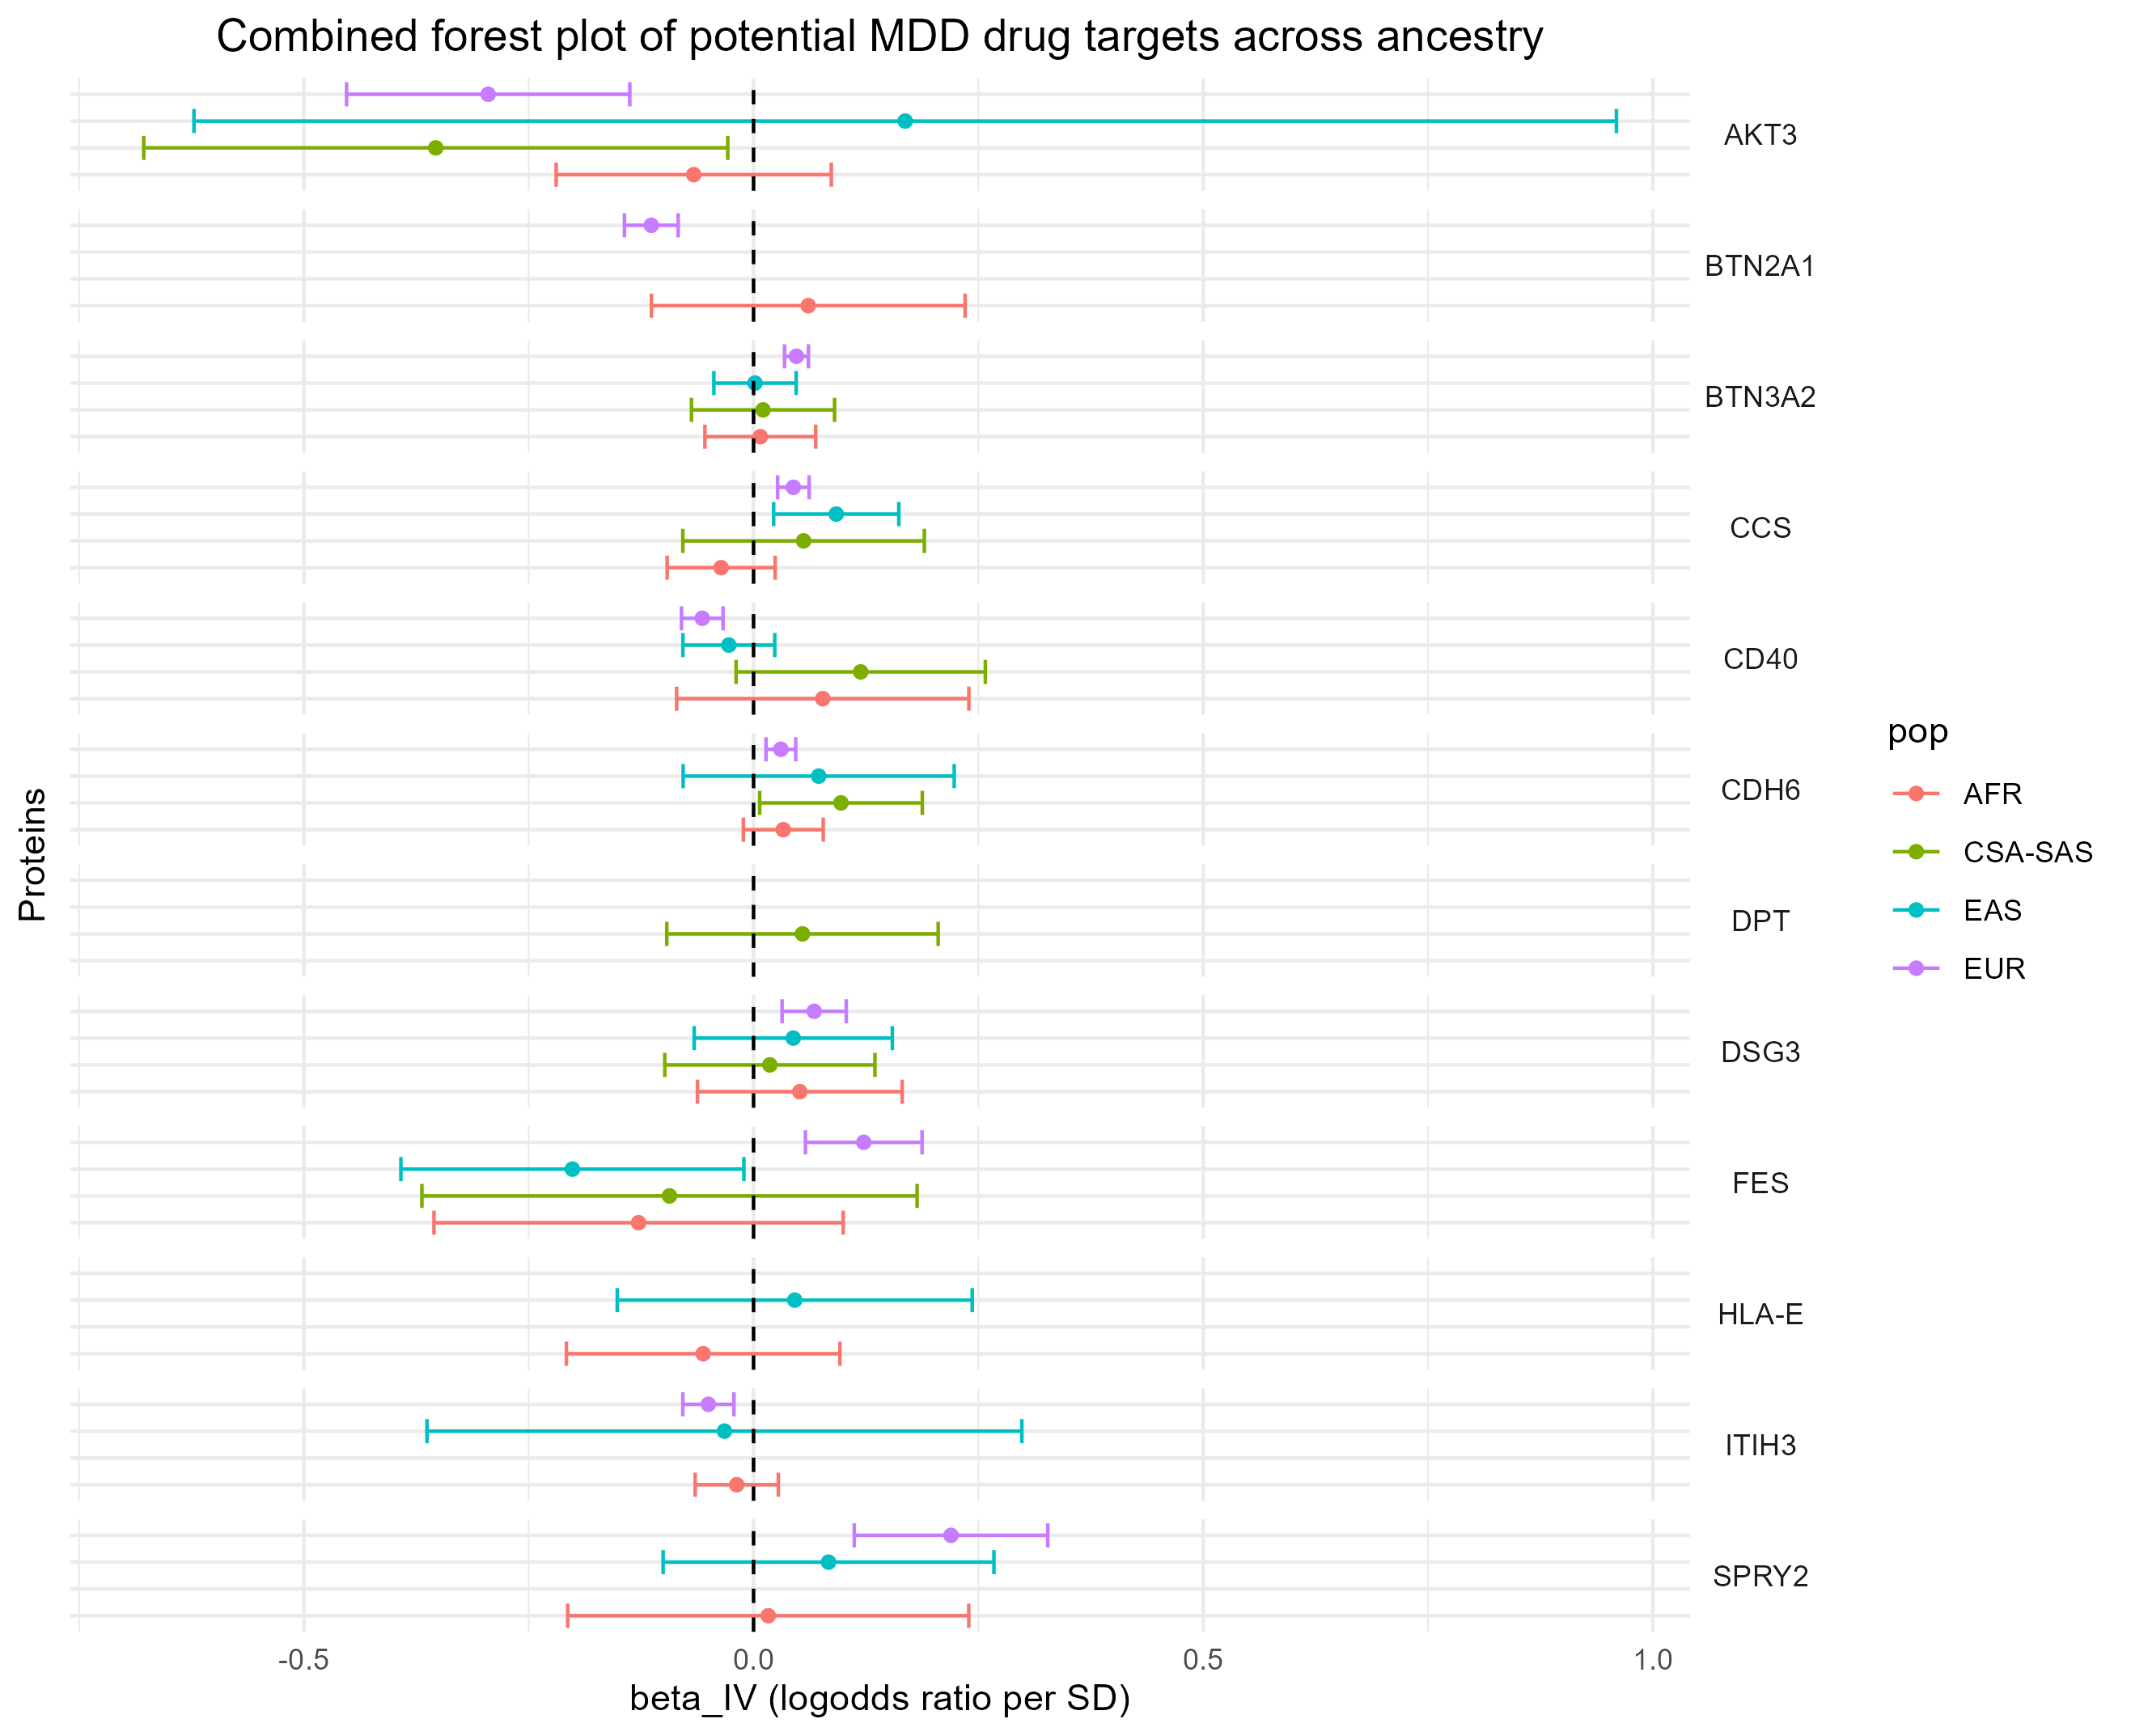 Combined forest plot of potential MDD drug targets across ancestry
Proteins
AKT3
BTN2A1
BTN3A2
CCS
CD40
CDH6
DPT
DSG3
FES
HLA-E
ITIH3
SPRY2
-0.5
0.0
0.5
1.0
beta_IV (logodds ratio per SD)
pop
AFR
CSA-SAS
EAS
EUR